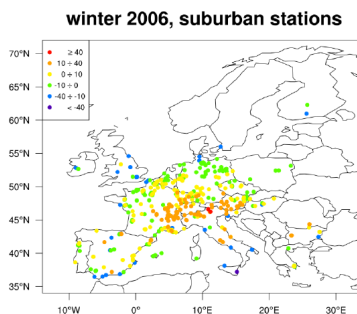 winter 2006, suburban stations
70°N
≥ 40
10 ÷ 40
0 ÷ 10
-10 ÷ 0
-40 ÷ -10
< -40
65°N
60°N
55°N
50°N
45°N
40°N
35°N
10°W 0° 10°E 20°E 30°E